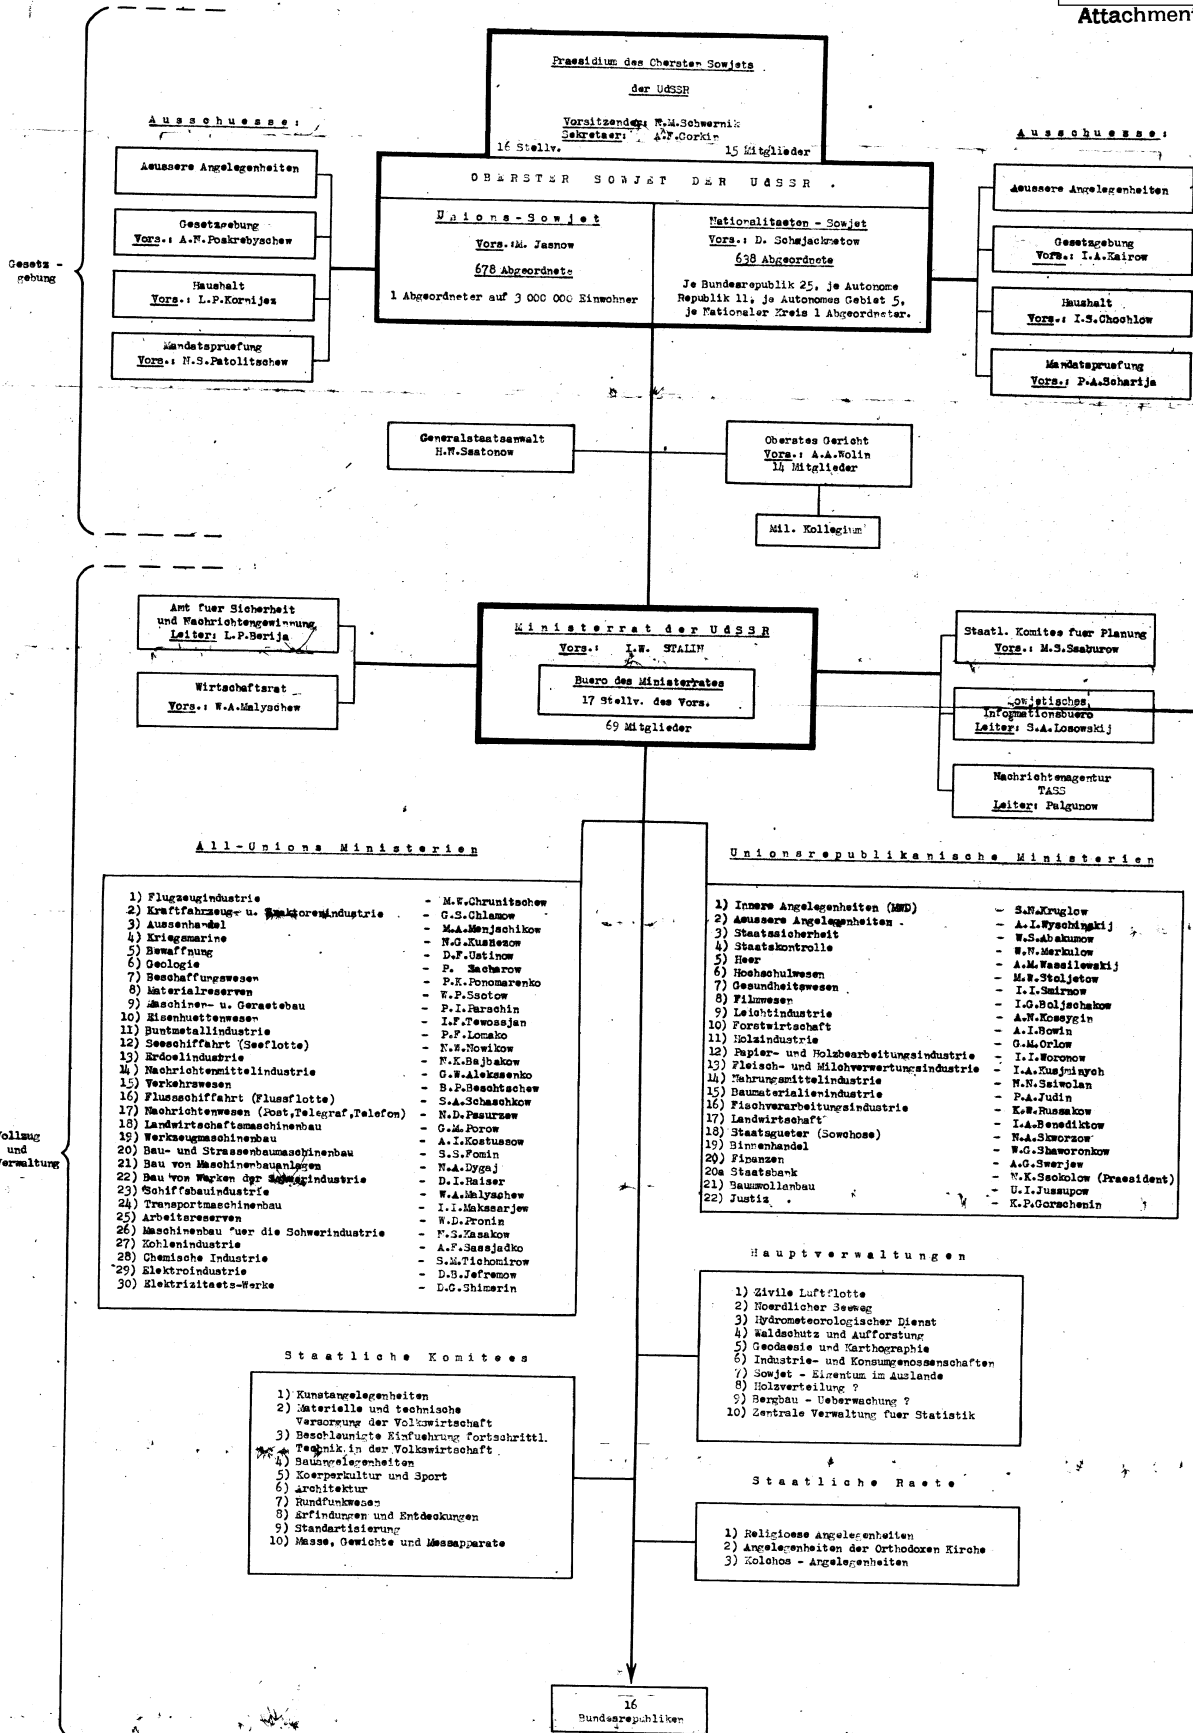 Attachment
Praesidium des Obersten Sowjets
der UdSSR
Vorsitzender: N.M.Schwernik
Sekretaer: A.F.Gorkin
16 Stellv.
15 Mitglieder
OBERSTER SOWJET DER UdSSR.
Unions-Sowjet
Vors.:M. Jasnow
678 Abgeordnete
1 Abgeordneter auf 3 000 000 Einwohner
Nationalitaeten - Sowjet
Vors.: D. Schajachmetow
638 Abgeordnete
Je Bundesrepublik 25, je Autonome
Republik 11, je Autonomes Gebiet 5,
je Nationaler Kreis 1 Abgeordneter.
Ausschuesse:
Aeussere Angelegenheiten
Gesetzgebung
Vors.: A.N.Poskrebyschew
Haushalt
Vors.: L.P.Kornijez
Mandatspruefung
Vors.: N.S.Patolitschew
Ausschuesse:
Aeussere Angelegenheiten
Gesetzgebung
Vors.: I.A.Kairow
Haushalt
Vors.: I.S.Chochlow
Mandatspruefung
Vors.: P.A.Scharija
Gesetz -
gebung
Generalstaatsanwalt
H.N.Ssatonow
Oberstes Gericht
Vors.: A.A.Wolin
14 Mitglieder
Mil. Kollegium
Amt fuer Sicherheit
und Nachrichtengewinnung
Leiter: L.P.Berija
Wirtschaftsrat
Vors.: W.A.Malyschew
Ministerrat der UdSSR
Vors.: I.W. STALIN
Buero des Ministerrates
17 Stellv. des Vors.
69 Mitglieder
Staatl. Komitee fuer Planung
Vors.: M.S.Ssaburow
Sowjetisches
Informationsbuero
Leiter: S.A.Losowskij
Nachrichtenagentur
TASS
Leiter: Palgunow
Vollzug
und
Verwaltung
All-Unions Ministerien
1) Flugzeugindustrie - M.W.Chrunitschew
2) Kraftfahrzeug- u. Traktorenindustrie - G.S.Chlamow
3) Aussenhandel - M.A.Menjschikow
4) Kriegsmarine - N.G.Kusnezow
5) Bewaffnung - D.F.Ustinow
6) Geologie - P. Sacharow
7) Beschaffungswesen - P.K.Ponomarenko
8) Materialreserven - W.P.Ssotow
9) Maschinen- u. Geraetebau - P.I.Parschin
10) Eisenhuettenwesen - I.F.Tewossjan
11) Buntmetallindustrie - P.F.Lomako
12) Seeschiffahrt (Seeflotte) - N.W.Nowikow
13) Erdoelindustrie - N.K.Bajbakow
14) Nachrichtenmittelindustrie - G.W.Alekssenko
15) Verkehrswesen - B.P.Beschtschew
16) Flussschiffahrt (Flussflotte) - S.A.Schaschkow
17) Nachrichtenwesen (Post,Telegraf,Telefon) - N.D.Psurzew
18) Landwirtschaftsmaschinenbau - G.M.Porow
19) Werkzeugmaschinenbau - A.I.Kostussow
20) Bau- und Strassenbaumaschinenbau - S.S.Fomin
21) Bau von Maschinenbauanlagen - N.A.Dygaj
22) Bau von Werken der Schwerindustrie - D.I.Raiser
23) Schiffsbauindustrie - W.A.Malyschew
24) Transportmaschinenbau - I.I.Makssarjew
25) Arbeitsreserven - W.D.Pronin
26) Maschinenbau fuer die Schwerindustrie - N.S.Kasakow
27) Kohlenindustrie - A.F.Sassjadko
28) Chemische Industrie - S.M.Tichomirow
29) Elektroindustrie - D.B.Jefremow
30) Elektrizitaets-Werke - D.G.Shimerin
Unionsrepublikanische Ministerien
1) Innere Angelegenheiten (MWD) - S.N.Kruglow
2) Aeussere Angelegenheiten - A.I.Wyschinskij
3) Staatssicherheit - W.S.Abakumow
4) Staatskontrolle - W.N.Merkulow
5) Heer - A.M.Wassilewskij
6) Hochschulwesen - M.W.Stoljetow
7) Gesundheitswesen - I.I.Smirnow
8) Filmwesen - I.G.Boljschakow
9) Leichtindustrie - A.N.Kossygin
10) Forstwirtschaft - A.I.Bowin
11) Holzindustrie - G.M.Orlow
12) Papier- und Holzbearbeitungsindustrie - I.I.Woronow
13) Fleisch- und Milchverwertungsindustrie - I.A.Kusjminych
14) Nahrungsmittelindustrie - N.N.Ssiwolan
15) Baumaterialienindustrie - P.A.Judin
16) Fischverarbeitungsindustrie - K.W.Russakow
17) Landwirtschaft - I.A.Benediktow
18) Staatsgueter (Sowchose) - N.A.Skworzow
19) Binnenhandel - W.G.Shaworonkow
20) Finanzen - A.G.Swerjew
20a Staatsbank - N.K.Ssokolow (Praesident)
21) Baumwollanbau - U.I.Jussupow
22) Justiz - K.P.Gorschenin
Hauptverwaltungen
1) Zivile Luftflotte
2) Noerdlicher Seeweg
3) Hydrometeorologischer Dienst
4) Waldschutz und Aufforstung
5) Geodaesie und Karthographie
6) Industrie- und Konsumgenossenschaften
7) Sowjet - Eigentum im Auslande
8) Holzverteilung ?
9) Bergbau - Ueberwachung ?
10) Zentrale Verwaltung fuer Statistik
Staatliche Komitees
1) Kunstangelegenheiten
2) Materielle und technische
Versorgung der Volkswirtschaft
3) Beschleunigte Einfuehrung fortschrittl.
Technik in der Volkswirtschaft
4) Bauangelegenheiten
5) Koerperkultur und Sport
6) Architektur
7) Rundfunkwesen
8) Erfindungen und Entdeckungen
9) Standartisierung
10) Masse, Gewichte und Messapparate
Staatliche Raete
1) Religioese Angelegenheiten
2) Angelegenheiten der Orthodoxen Kirche
3) Kolchos - Angelegenheiten
16
Bundesrepubliken